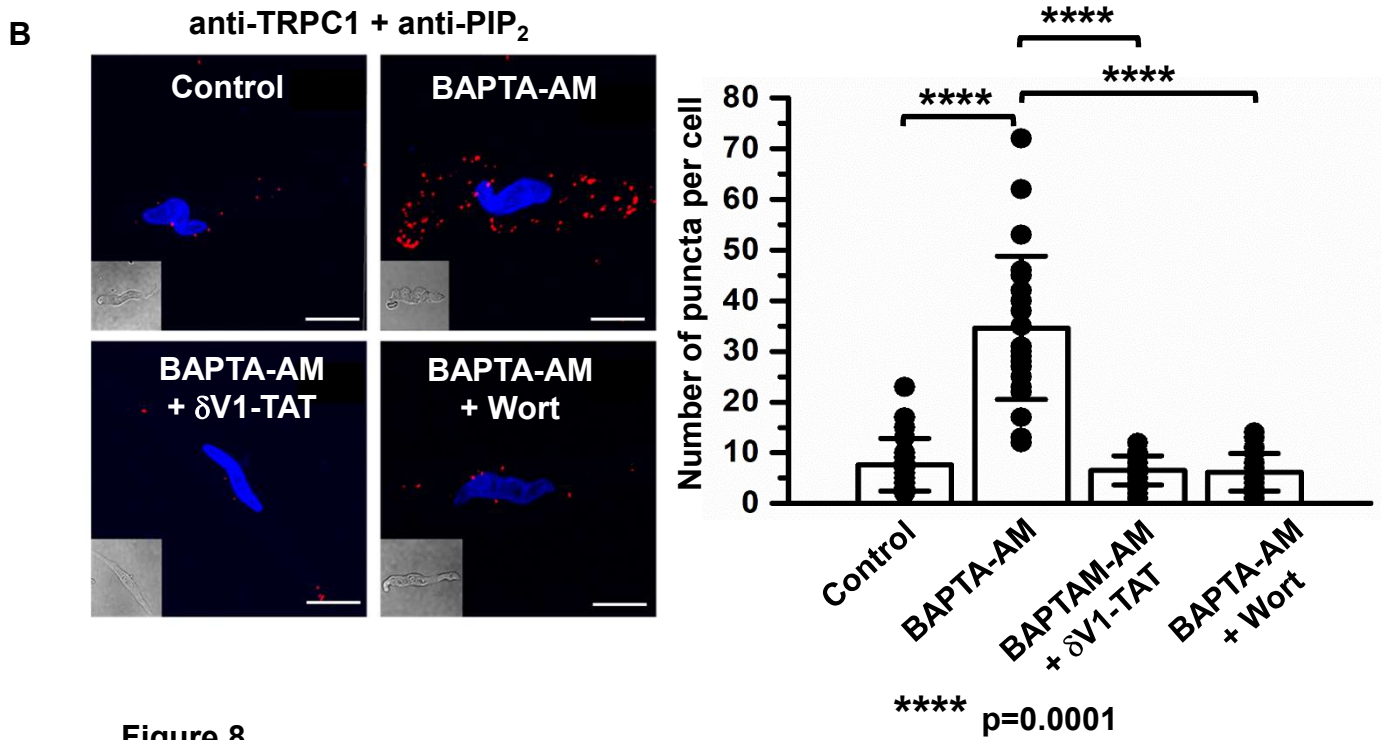 B
anti-TRPC1 + anti-PIP₂
Control
BAPTA-AM
BAPTA-AM
+ δV1-TAT
BAPTA-AM
+ Wort
****
****
****
Number of puncta per cell
80
70
60
50
40
30
20
10
0
Control
BAPTA-AM
BAPTAM-AM
+ δV1-TAT
BAPTA-AM
+ Wort
**** p=0.0001
Figure 8